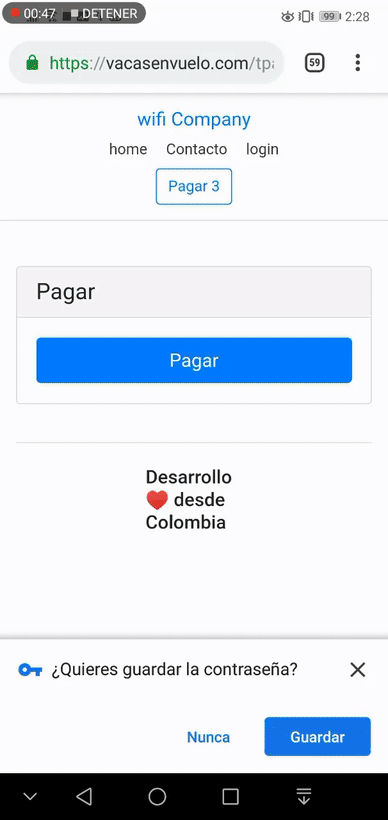 00:47 DETENER 99 2:28
https://vacasenvuelo.com/tpa 59
wifi Company
home Contacto login
Pagar 3
Pagar
Pagar
Desarrollo
❤️ desde
Colombia
¿Quieres guardar la contraseña?
Nunca Guardar